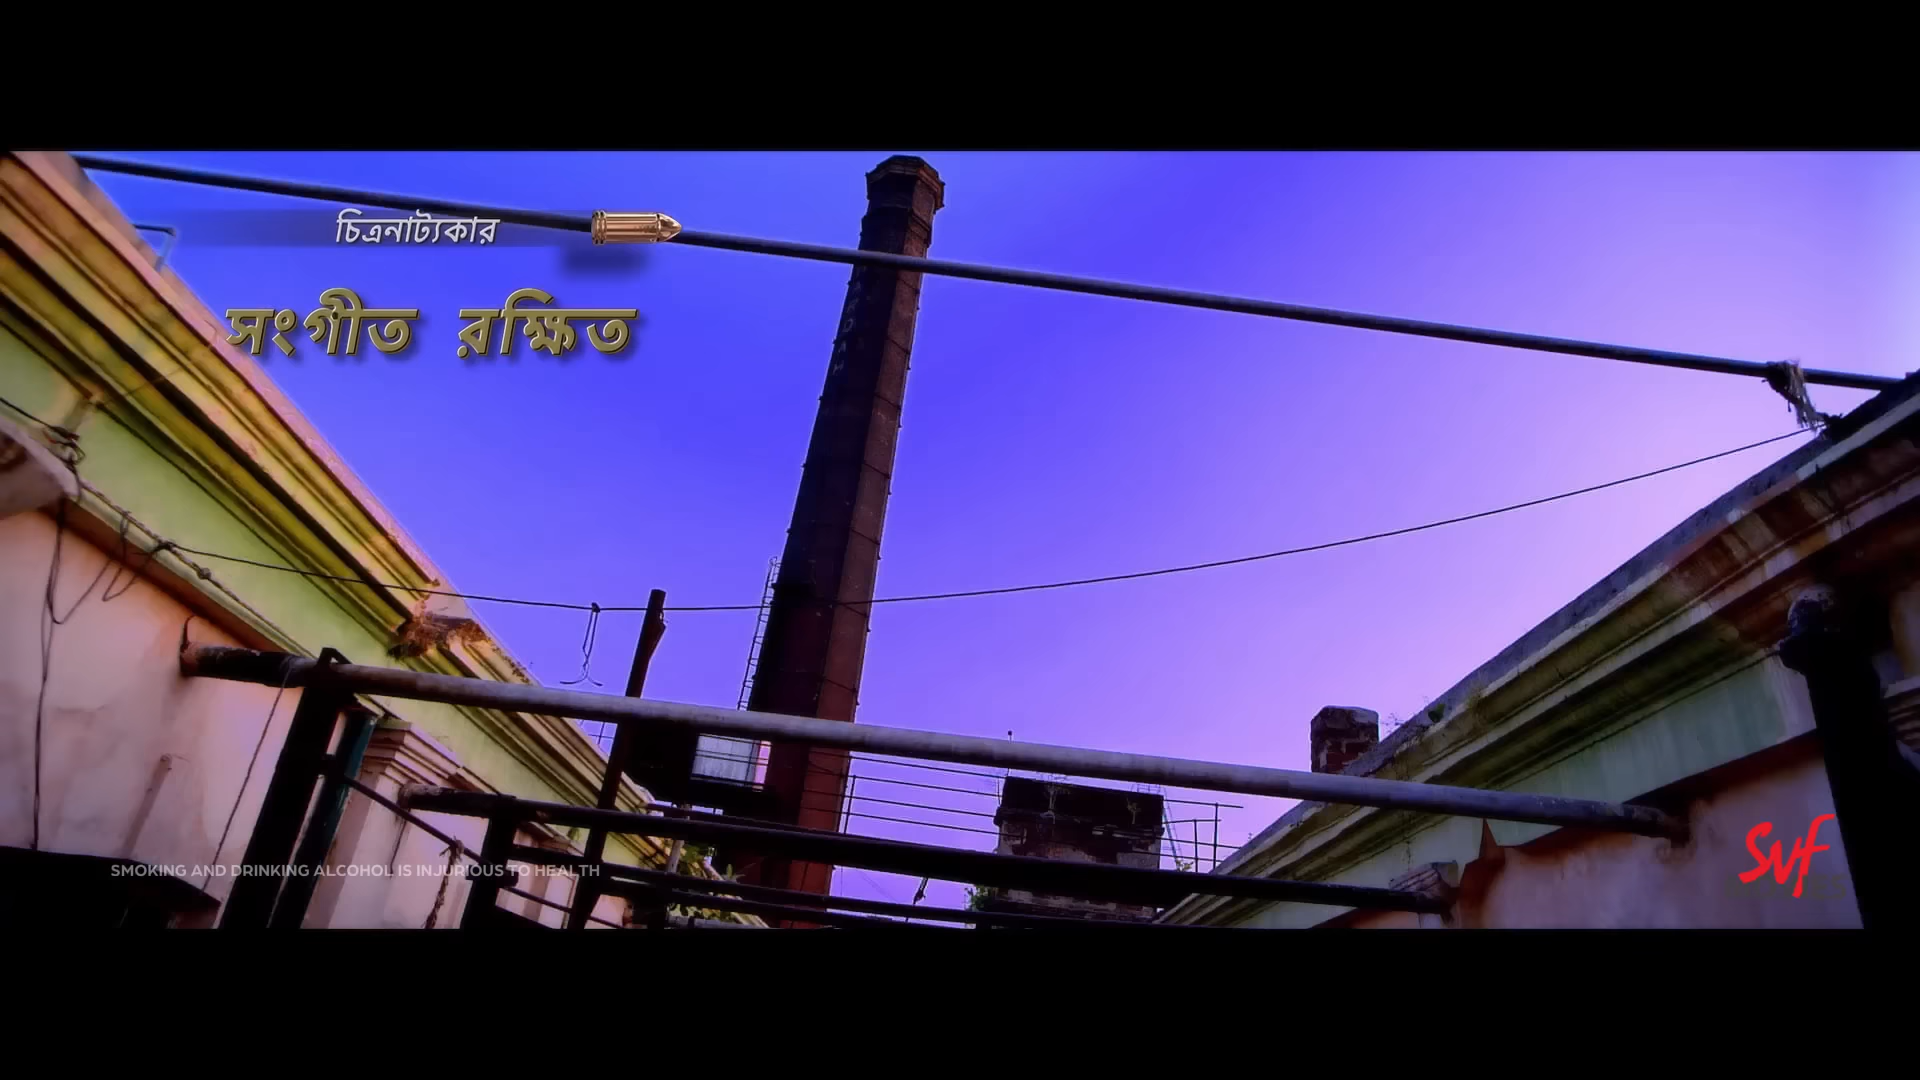 চিত্রনাট্যকার
সংগীত রক্ষিত
SMOKING AND DRINKING ALCOHOL IS INJURIOUS TO HEALTH
SVF